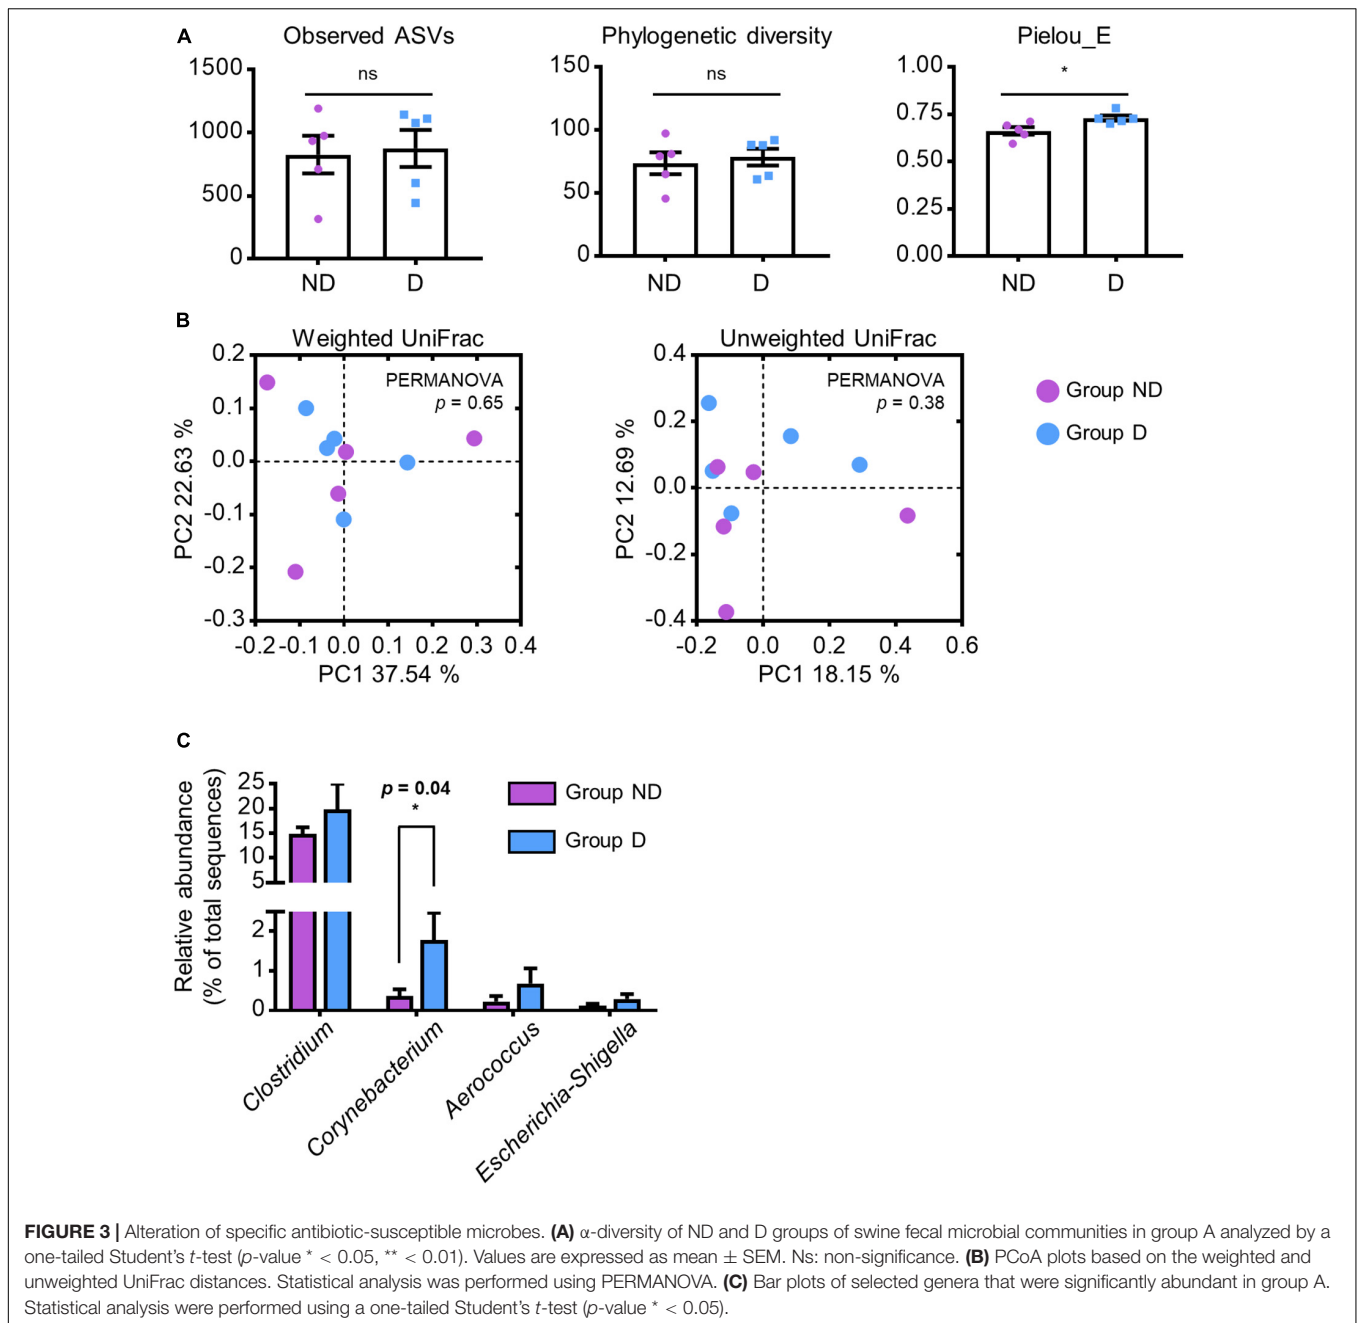 A
Observed ASVs
Phylogenetic diversity
Pielou_E
1500
1000
500
0
ns
ND
D
150
100
50
0
ns
ND
D
1.00
0.75
0.50
0.25
0.00
*
ND
D
B
Weighted UniFrac
PERMANOVA
p = 0.65
PC2 22.63 %
0.2
0.1
0.0
-0.1
-0.2
-0.3
-0.2 -0.1 0.0 0.1 0.2 0.3 0.4
PC1 37.54 %
Unweighted UniFrac
PERMANOVA
p = 0.38
PC2 12.69 %
0.4
0.2
0.0
-0.2
-0.4
-0.2 0.0 0.2 0.4 0.6
PC1 18.15 %
Group ND
Group D
C
Relative abundance
(% of total sequences)
25
20
15
10
5
2
1
0
p = 0.04
*
Group ND
Group D
Clostridium
Corynebacterium
Aerococcus
Escherichia-Shigella
FIGURE 3 | Alteration of specific antibiotic-susceptible microbes. (A) α-diversity of ND and D groups of swine fecal microbial communities in group A analyzed by a
one-tailed Student's t-test (p-value * < 0.05, ** < 0.01). Values are expressed as mean ± SEM. Ns: non-significance. (B) PCoA plots based on the weighted and
unweighted UniFrac distances. Statistical analysis was performed using PERMANOVA. (C) Bar plots of selected genera that were significantly abundant in group A.
Statistical analysis were performed using a one-tailed Student's t-test (p-value * < 0.05).